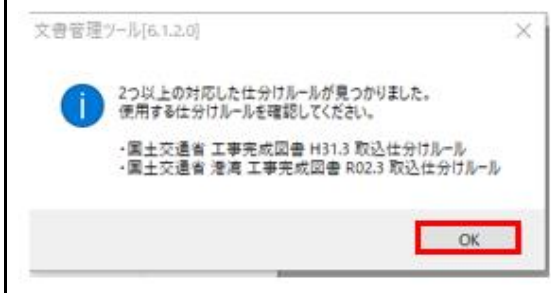 文書管理ツール[6.1.2.0]
2つ以上の対応した仕分けルールが見つかりました。
使用する仕分けルールを確認してください。
・国土交通省 工事完成図書 H31.3 取込仕分けルール
・国土交通省 港湾 工事完成図書 R02.3 取込仕分けルール
OK